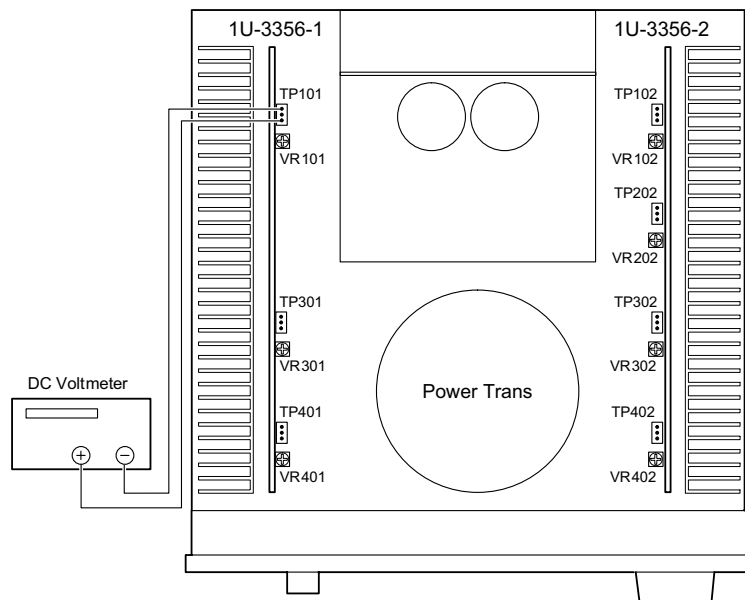 1U-3356-1
1U-3356-2
TP101
TP102
VR101
VR102
TP202
VR202
TP301
TP302
VR301
VR302
DC Voltmeter
Power Trans
TP401
TP402
+
−
VR401
VR402